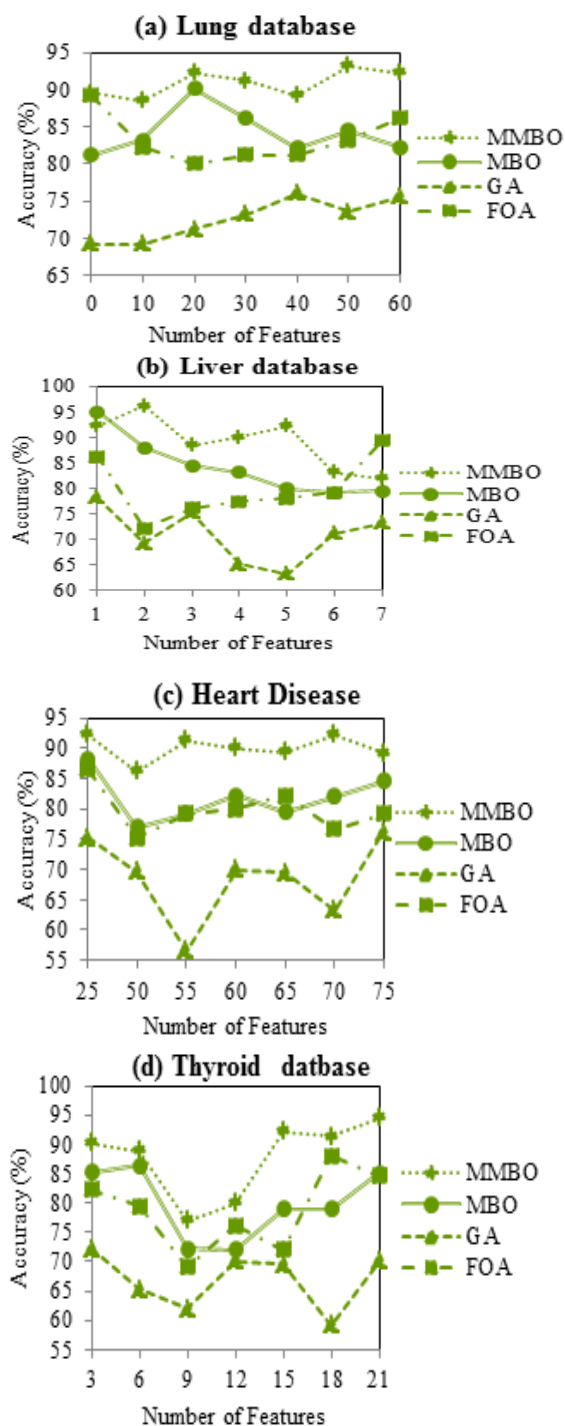 (a) Lung database
Accuracy (%)
95
90
85
80
75
70
65
0 10 20 30 40 50 60
Number of Features
MMBO
MBO
GA
FOA
(b) Liver database
Accuracy (%)
100
95
90
85
80
75
70
65
60
1 2 3 4 5 6 7
Number of Features
MMBO
MBO
GA
FOA
(c) Heart Disease
Accuracy (%)
95
90
85
80
75
70
65
60
55
25 50 55 60 65 70 75
Number of Features
MMBO
MBO
GA
FOA
(d) Thyroid datbase
Accuracy (%)
100
95
90
85
80
75
70
65
60
55
3 6 9 12 15 18 21
Number of Features
MMBO
MBO
GA
FOA